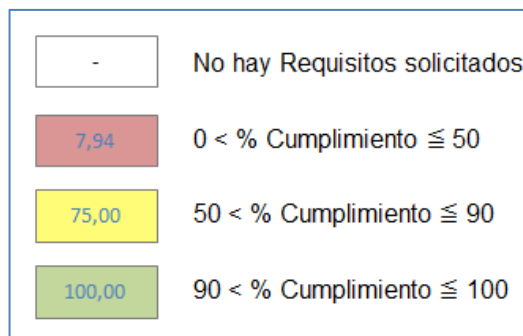 - No hay Requisitos solicitados
7,94 0 < % Cumplimiento ≦ 50
75,00 50 < % Cumplimiento ≦ 90
100,00 90 < % Cumplimiento ≦ 100